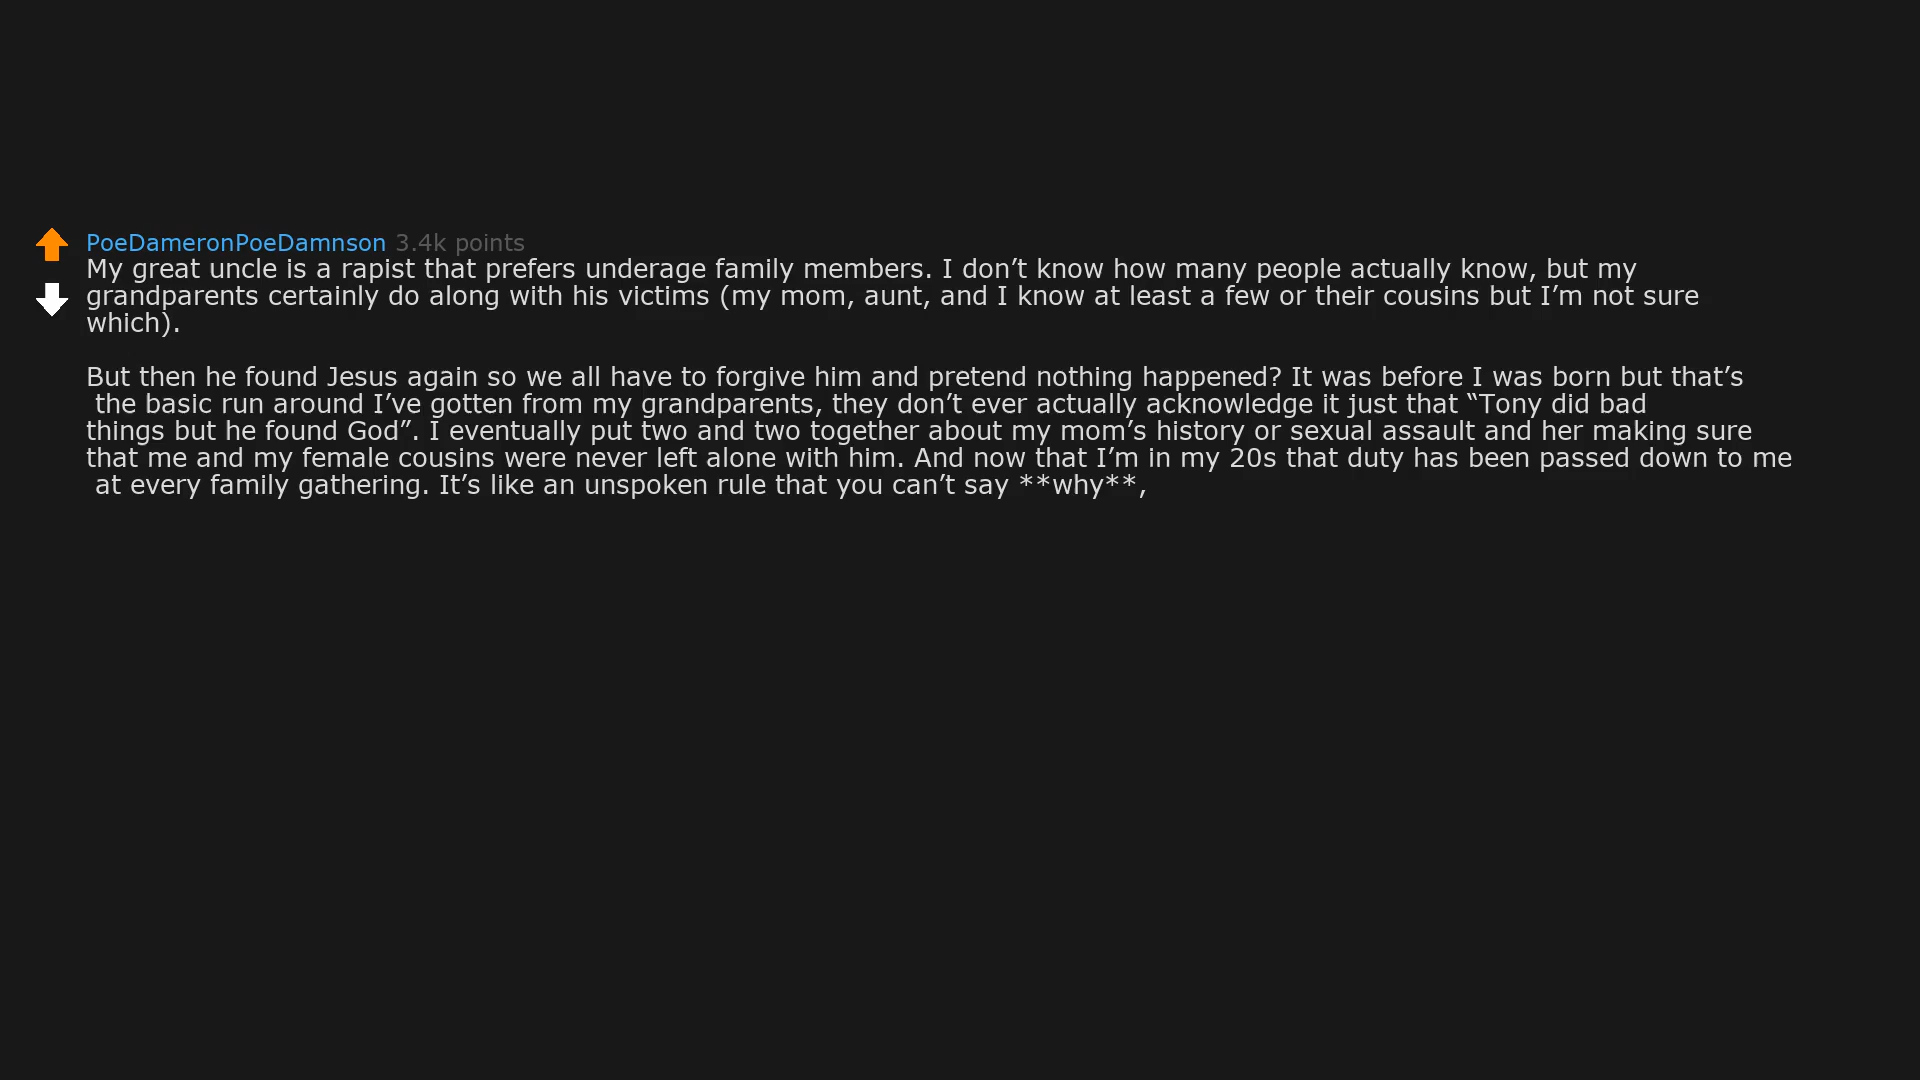 PoeDameronPoeDamnson 3.4k points
My great uncle is a rapist that prefers underage family members. I don’t know how many people actually know, but my
grandparents certainly do along with his victims (my mom, aunt, and I know at least a few or their cousins but I’m not sure
which).
But then he found Jesus again so we all have to forgive him and pretend nothing happened? It was before I was born but that’s
the basic run around I’ve gotten from my grandparents, they don’t ever actually acknowledge it just that “Tony did bad
things but he found God”. I eventually put two and two together about my mom’s history or sexual assault and her making sure
that me and my female cousins were never left alone with him. And now that I’m in my 20s that duty has been passed down to me
at every family gathering. It’s like an unspoken rule that you can’t say **why**,